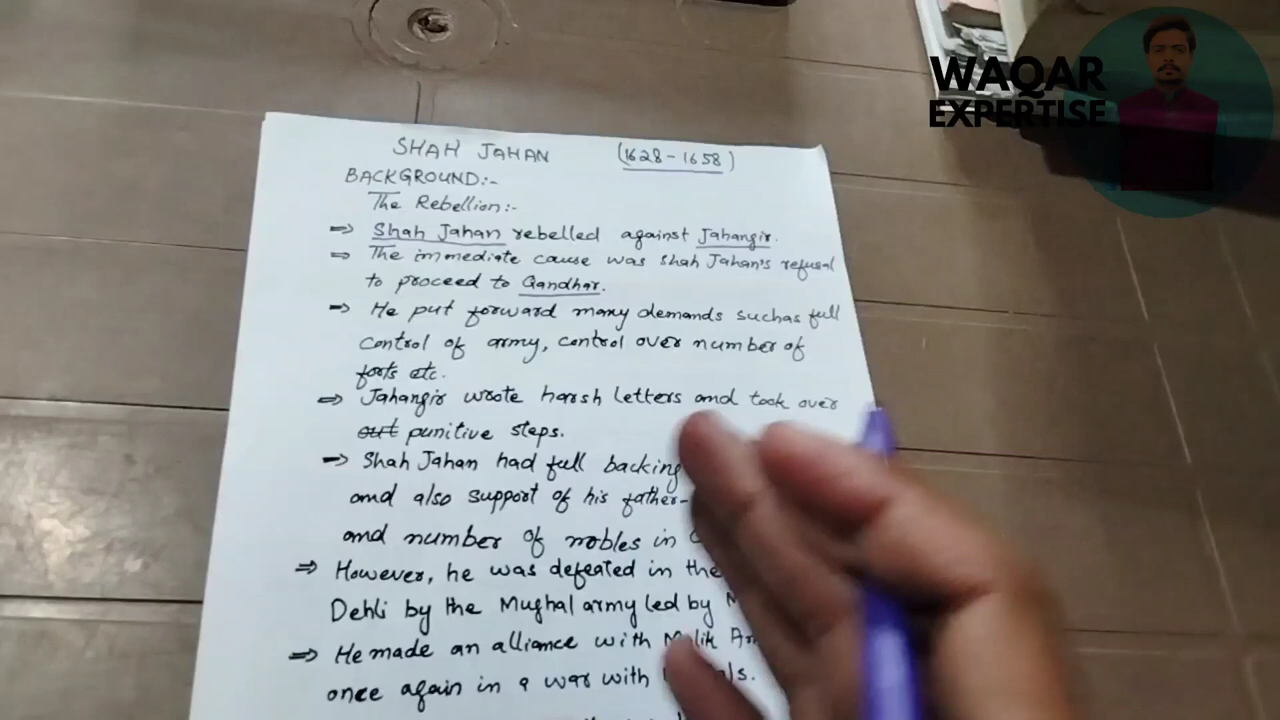 WAQAR
EXPERTISE
SHAH JAHAN (1628-1658)
BACKGROUND:-
The Rebellion:-
⇒ Shah Jahan rebelled against Jahangir.
⇒ The immediate cause was Shah Jahan's refusal
to proceed to Qandhar.
⇒ He put forward many demands suchas full
control of army, control over number of
forts etc.
⇒ Jahangir wrote harsh letters and took over
out punitive steps.
⇒ Shah Jahan had full backing
and also support of his father-
and number of nobles in
⇒ However, he was defeated in the
Dehli by the Mughal army led by
⇒ He made an alliance with Malik
once again in a war with